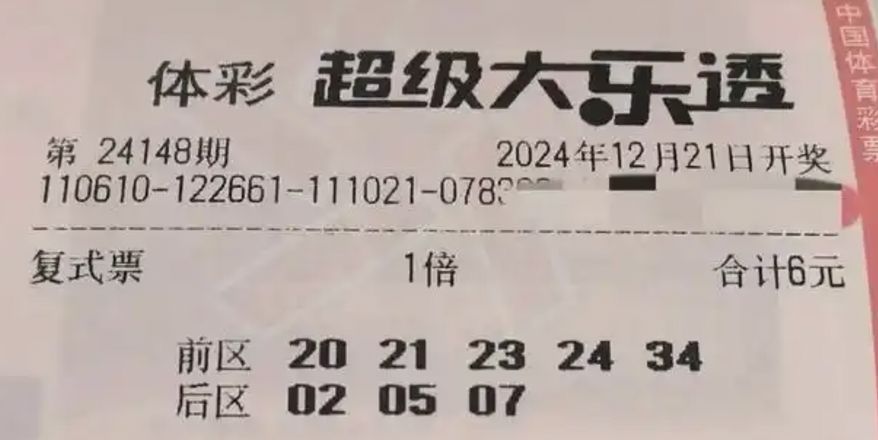 体彩 超级大乐透
第 24148期 2024年12月21日开奖
110610-122661-111021-078
复式票 1倍 合计6元
前区 20 21 23 24 34
后区 02 05 07
中国体育彩票